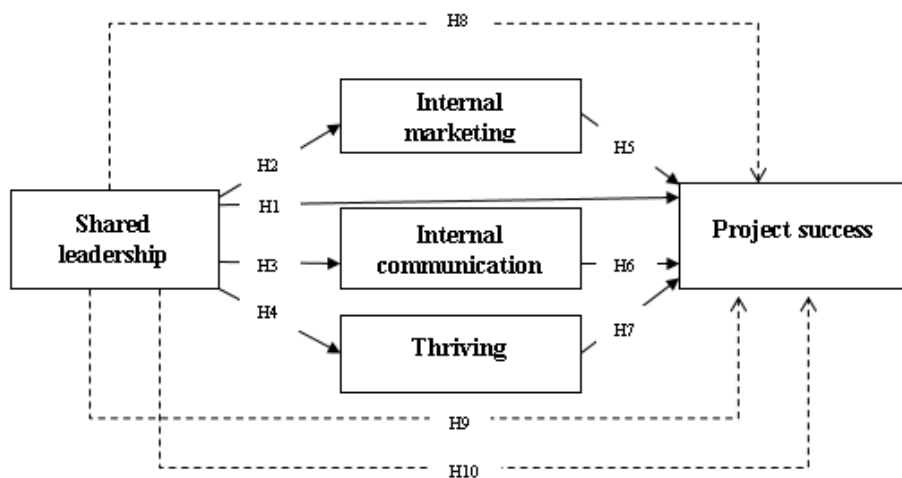 H8
Internal
marketing
H2
H5
Shared
leadership
H1
Project success
Internal
communication
H3
H6
H4
Thriving
H7
H9
H10